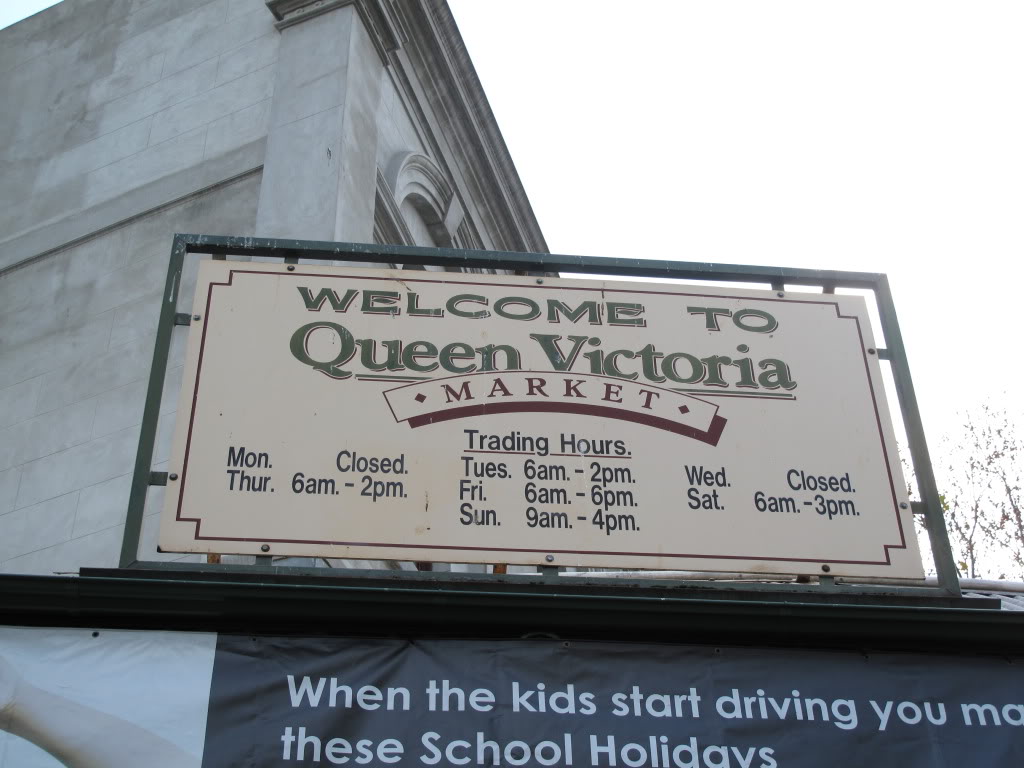 WELCOME TO
Queen Victoria
MARKET
Trading Hours.
Mon. Closed. Tues. 6am. - 2pm. Wed. Closed.
Thur. 6am. - 2pm. Fri. 6am. - 6pm. Sat. 6am. - 3pm.
Sun. 9am. - 4pm.
When the kids start driving you
these School Holidays